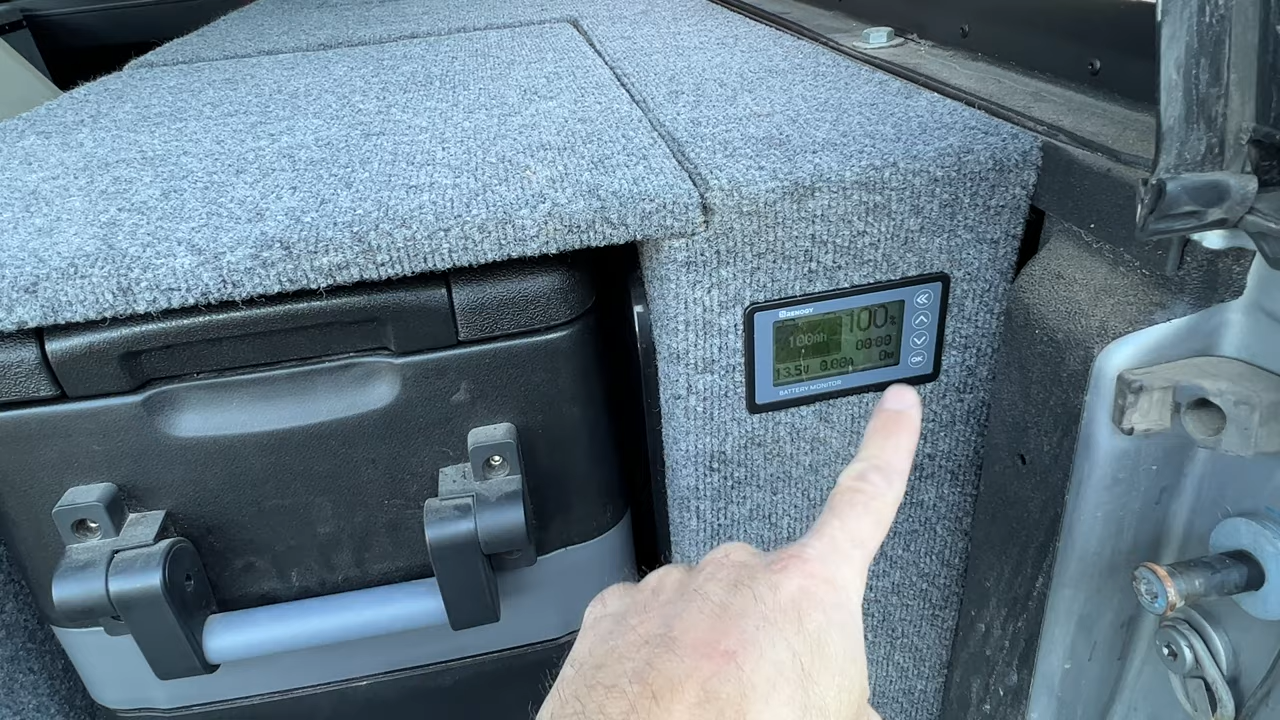 RENOGY
100%
100Ah
00:00
13.5V 0.00A 0W
OK
BATTERY MONITOR